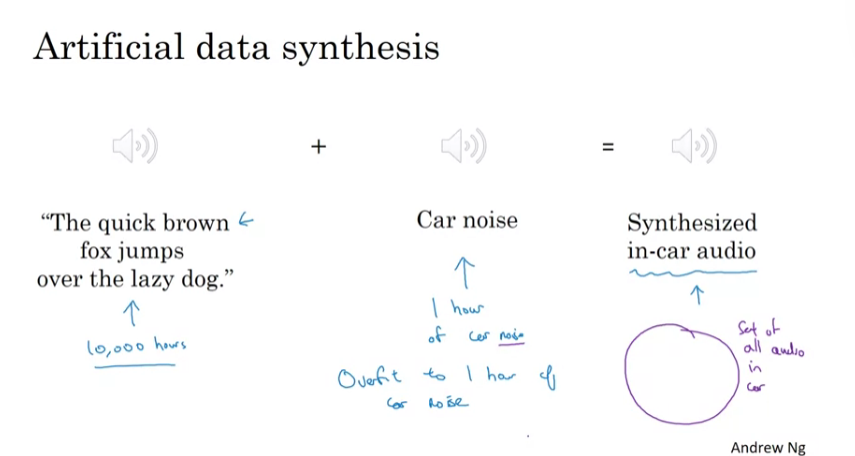 Artificial data synthesis
+
=
“The quick brown
fox jumps
over the lazy dog.”
10,000 hours
Car noise
1 hour
of car noise
Overfit to 1 hour of
car noise
Synthesized
in-car audio
Set of
all audio
in
car
Andrew Ng